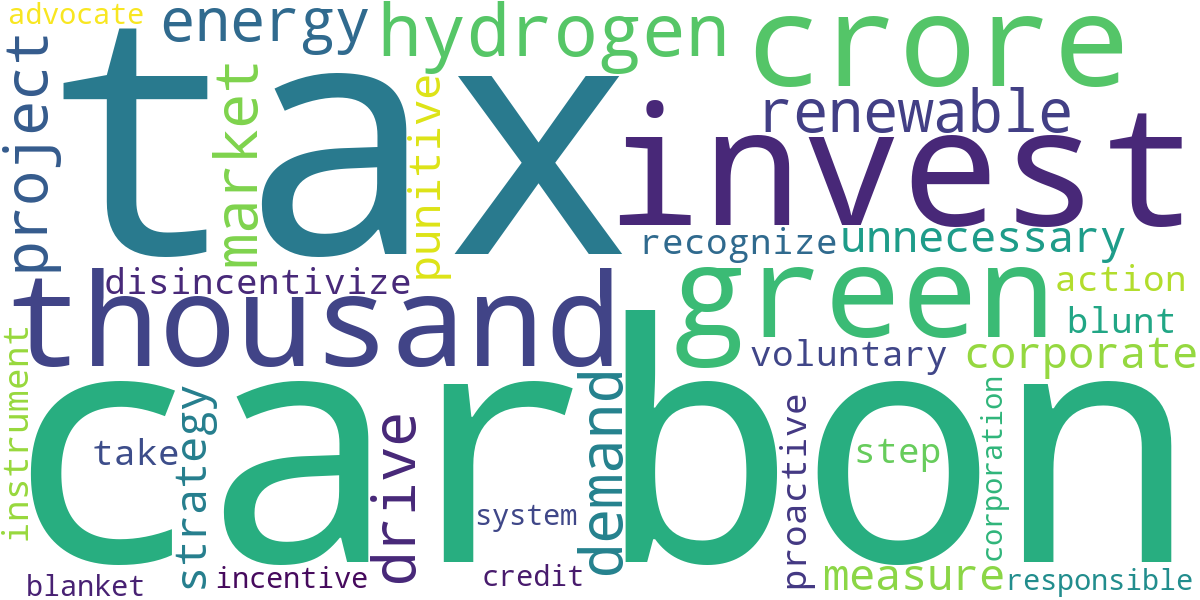 advocate
energy
hydrogen
crore
project
tax
market
punitive
renewable
invest
recognize
unnecessary
disincentivize
thousand
green
action
blunt
voluntary
corporate
instrument
carbon
strategy
take
drive
demand
proactive
step
corporation
system
blanket
incentive
credit
measure
responsible